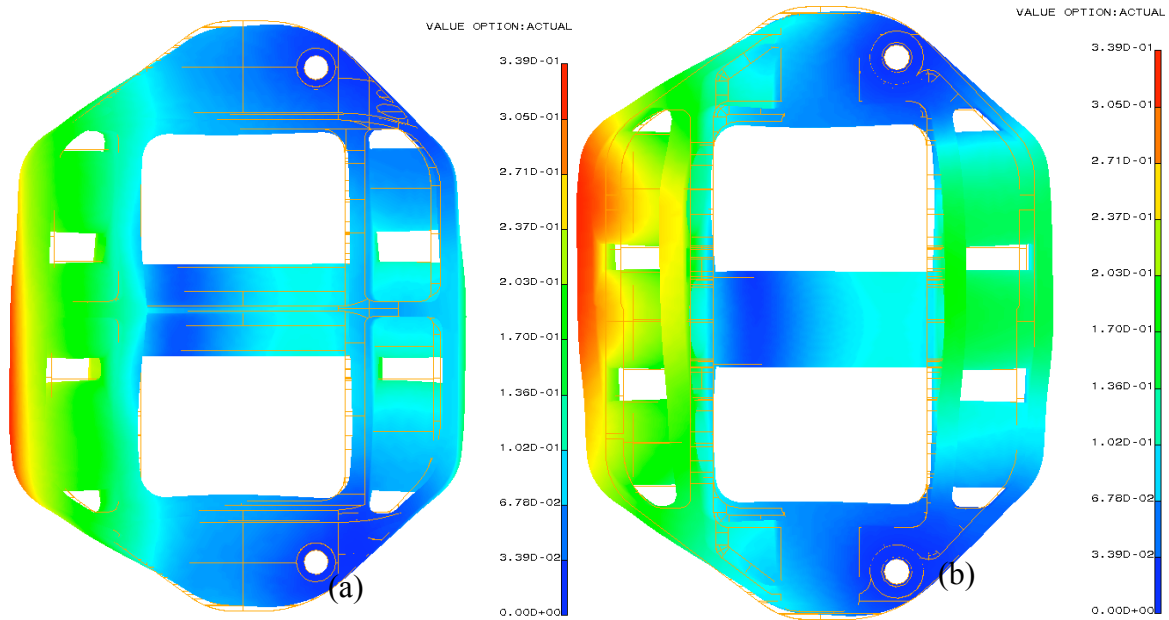 VALUE OPTION:ACTUAL
3.39D-01
3.05D-01
2.71D-01
2.37D-01
2.03D-01
1.70D-01
1.36D-01
1.02D-01
6.78D-02
3.39D-02
0.00D+00
(a)
VALUE OPTION:ACTUAL
3.39D-01
3.05D-01
2.71D-01
2.37D-01
2.03D-01
1.70D-01
1.36D-01
1.02D-01
6.78D-02
3.39D-02
0.00D+00
(b)